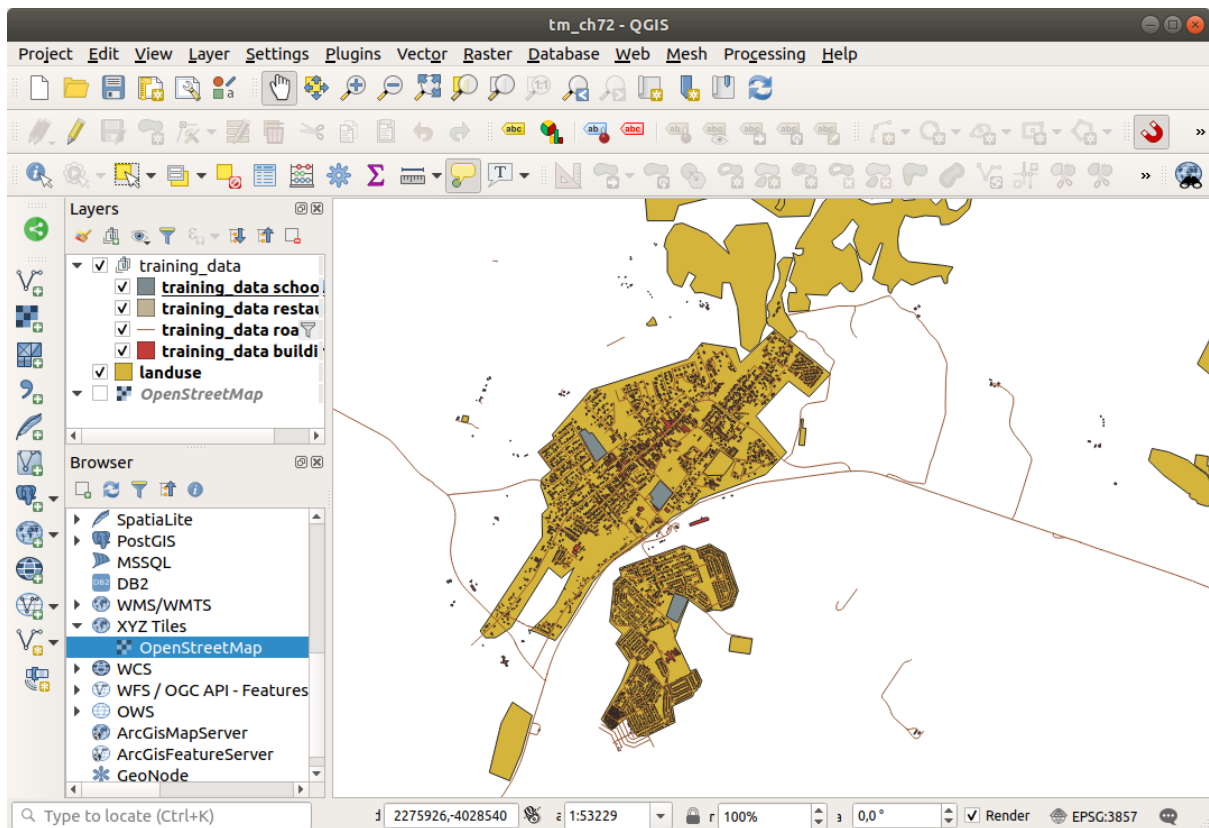 tm_ch72 - QGIS
Project Edit View Layer Settings Plugins Vector Raster Database Web Mesh Processing Help
Layers
training_data
training_data schoo
training_data restau
training_data roa
training_data buildi
landuse
OpenStreetMap
Browser
SpatiaLite
PostGIS
MSSQL
DB2
WMS/WMTS
XYZ Tiles
OpenStreetMap
WCS
WFS / OGC API - Features
OWS
ArcGisMapServer
ArcGisFeatureServer
GeoNode
Type to locate (Ctrl+K) 2275926,-4028540 1:53229 100% 0,0 ° Render EPSG:3857